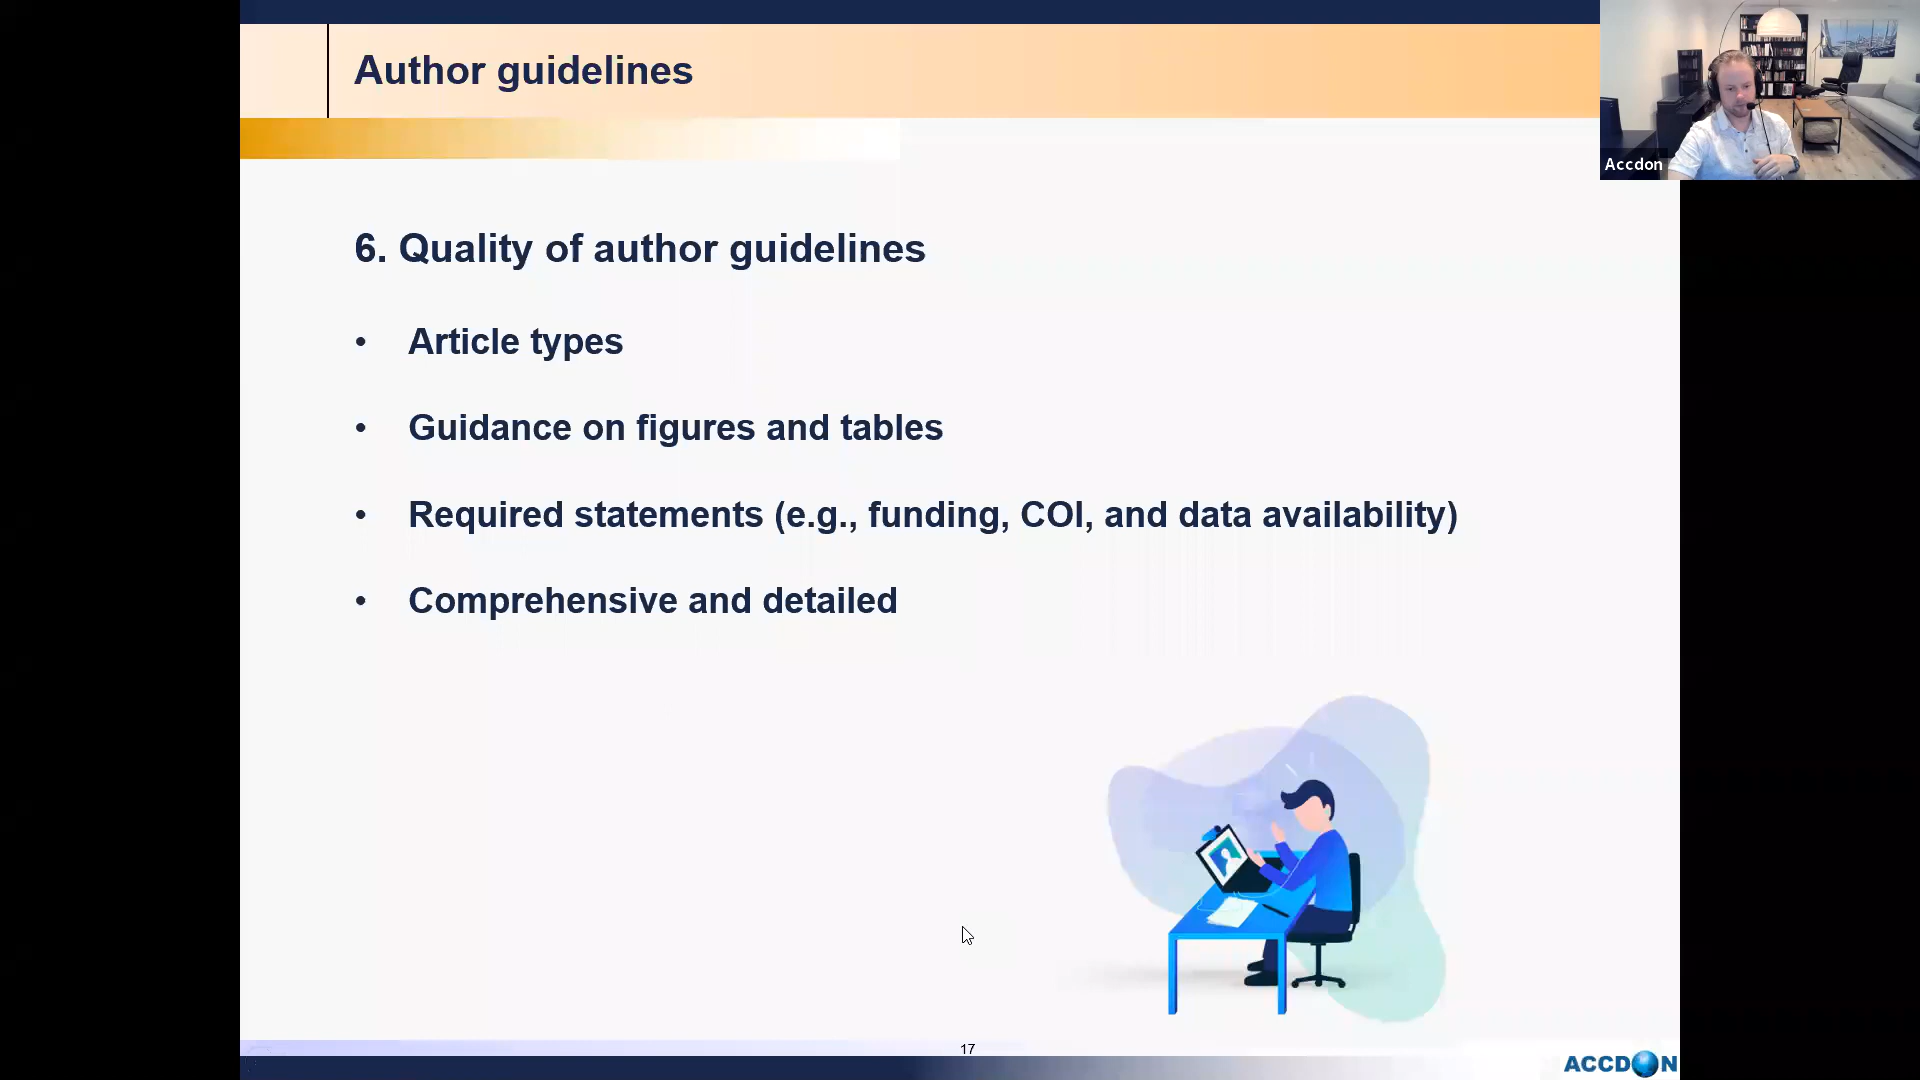 Author guidelines
Accdon
6. Quality of author guidelines
• Article types
• Guidance on figures and tables
• Required statements (e.g., funding, COI, and data availability)
• Comprehensive and detailed
17
ACCDON